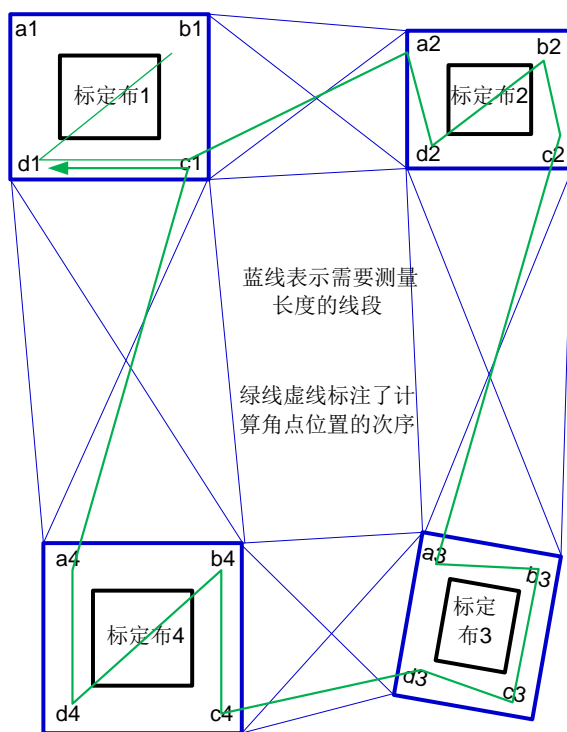 a1
b1
标定布1
d1
c1
a2
b2
标定布2
d2
c2
蓝线表示需要测量
长度的线段
绿线虚线标注了计
算角点位置的次序
a4
b4
标定布4
d4
c4
a3
b3
标定
布3
d3
c3